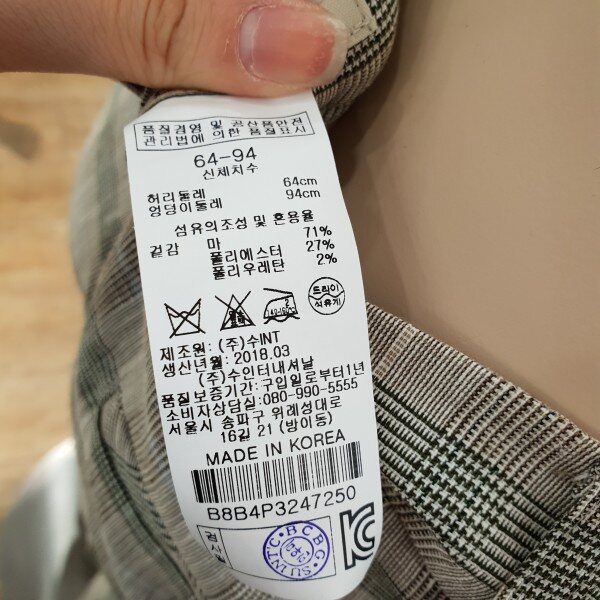 품질경영 및 공산품안전
관리법에 의한 품질표시
64-94
신체치수
허리둘레 64cm
엉덩이둘레 94cm
섬유의조성 및 혼용율
겉감 마 71%
폴리에스터 27%
폴리우레탄 2%
드라이
석유계
제조원: (주)수INT
생산년월: 2018.03
(주)수인터내셔날
품질보증기간: 구입일로부터1년
소비자상담실: 080-990-5555
서울시 송파구 위례성대로
16길 21 (방이동)
MADE IN KOREA
B8B4P3247250